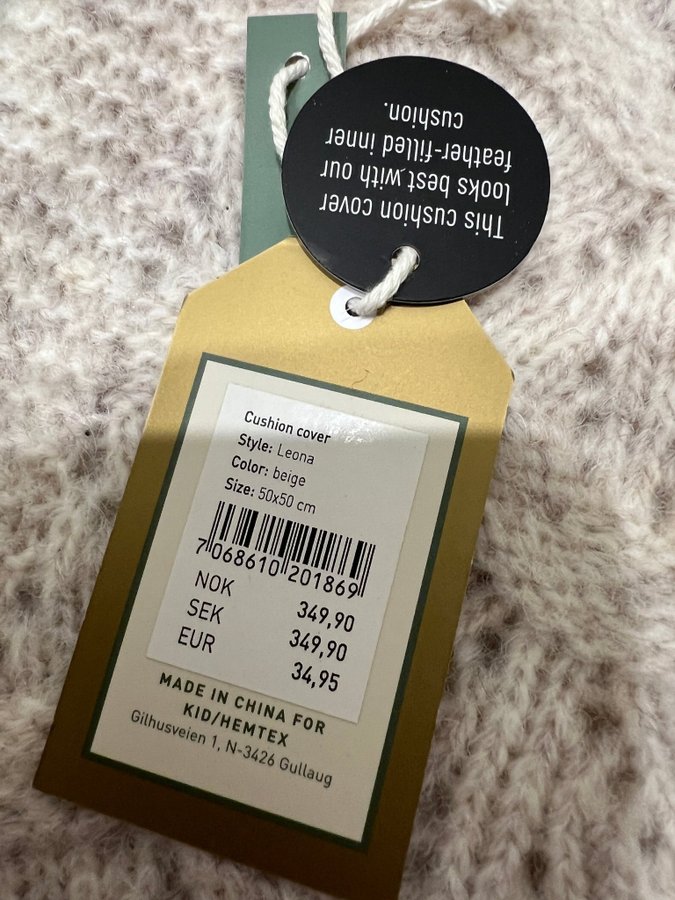 This cushion cover
looks best with our
feather-filled inner
cushion.
Cushion cover
Style: Leona
Color: beige
Size: 50x50 cm
7 068610 201869
NOK 349,90
SEK 349,90
EUR 34,95
MADE IN CHINA FOR
KID/HEMTEX
Gilhusveien 1, N-3426 Gullaug